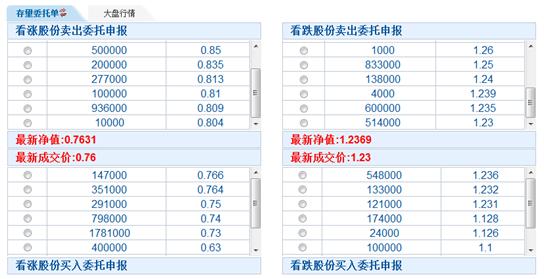 存量委托单 大盘行情
看涨股份卖出委托申报
500000 0.85
200000 0.835
277000 0.813
100000 0.81
936000 0.809
10000 0.804
最新净值:0.7631
最新成交价:0.76
147000 0.766
351000 0.764
291000 0.75
798000 0.74
1781000 0.73
400000 0.63
看涨股份买入委托申报
看跌股份卖出委托申报
1000 1.26
833000 1.25
138000 1.24
4000 1.239
600000 1.235
514000 1.23
最新净值:1.2369
最新成交价:1.23
548000 1.236
133000 1.232
121000 1.231
174000 1.128
24000 1.126
100000 1.1
看跌股份买入委托申报